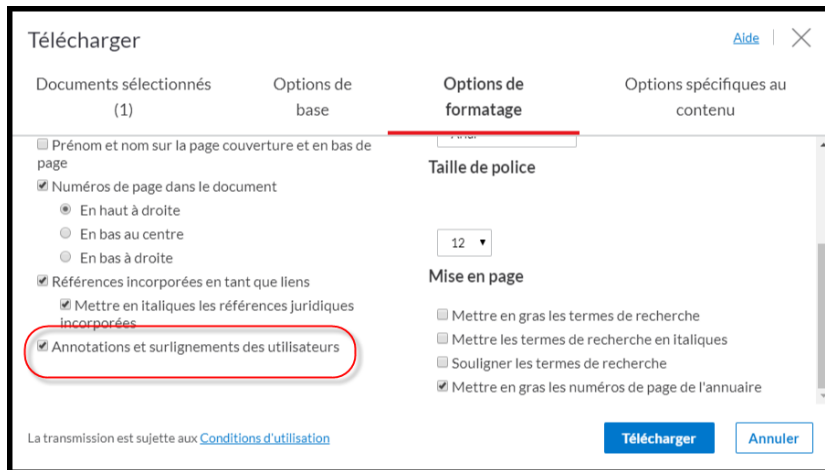 Télécharger
Aide
Documents sélectionnés
(1)
Options de
base
Options de
formatage
Options spécifiques au
contenu
Prénom et nom sur la page couverture et en bas de
page
Numéros de page dans le document
En haut à droite
En bas au centre
En bas à droite
Références incorporées en tant que liens
Mettre en italiques les références juridiques
incorporées
Annotations et surlignements des utilisateurs
Taille de police
12
Mise en page
Mettre en gras les termes de recherche
Mettre les termes de recherche en italiques
Souligner les termes de recherche
Mettre en gras les numéros de page de l'annuaire
La transmission est sujette aux Conditions d'utilisation
Télécharger
Annuler